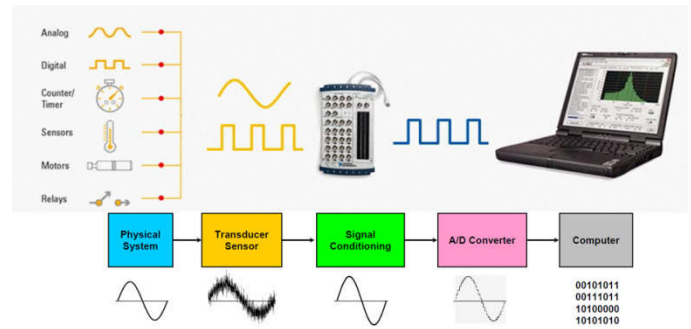 Analog
Digital
Counter/
Timer
Sensors
Motors
Relays
Physical
System
Transducer
Sensor
Signal
Conditioning
A/D Converter
Computer
00101011
00111011
10100000
10101010